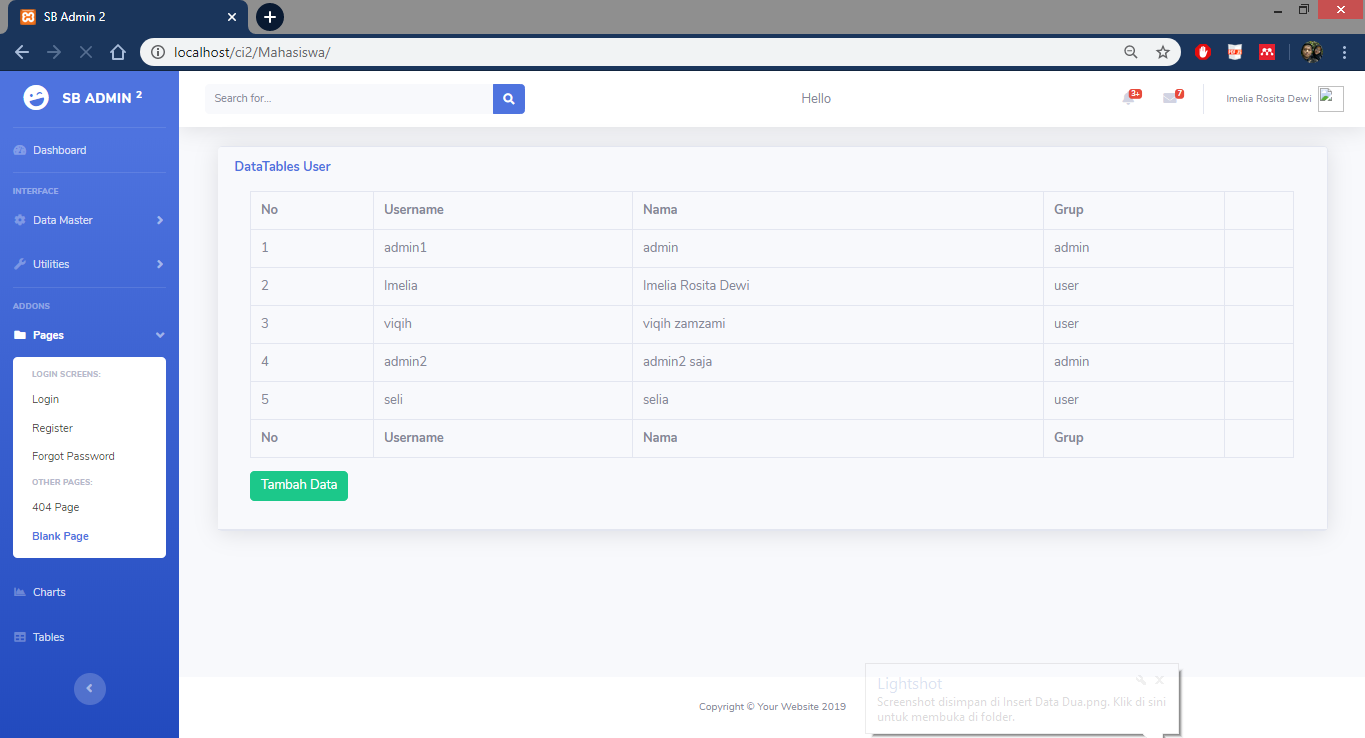 SB Admin 2
localhost/ci2/Mahasiswa/
SB ADMIN 2
Search for...
Hello
3+
7
Imelia Rosita Dewi
Dashboard
INTERFACE
Data Master
Utilities
ADDONS
Pages
LOGIN SCREENS:
Login
Register
Forgot Password
OTHER PAGES:
404 Page
Blank Page
Charts
Tables
DataTables User
No Username Nama Grup
1 admin1 admin admin
2 Imelia Imelia Rosita Dewi user
3 viqih viqih zamzami user
4 admin2 admin2 saja admin
5 seli selia user
No Username Nama Grup
Tambah Data
Copyright © Your Website 2019
Lightshot
Screenshot disimpan di Insert Data Dua.png. Klik di sini
untuk membuka di folder.